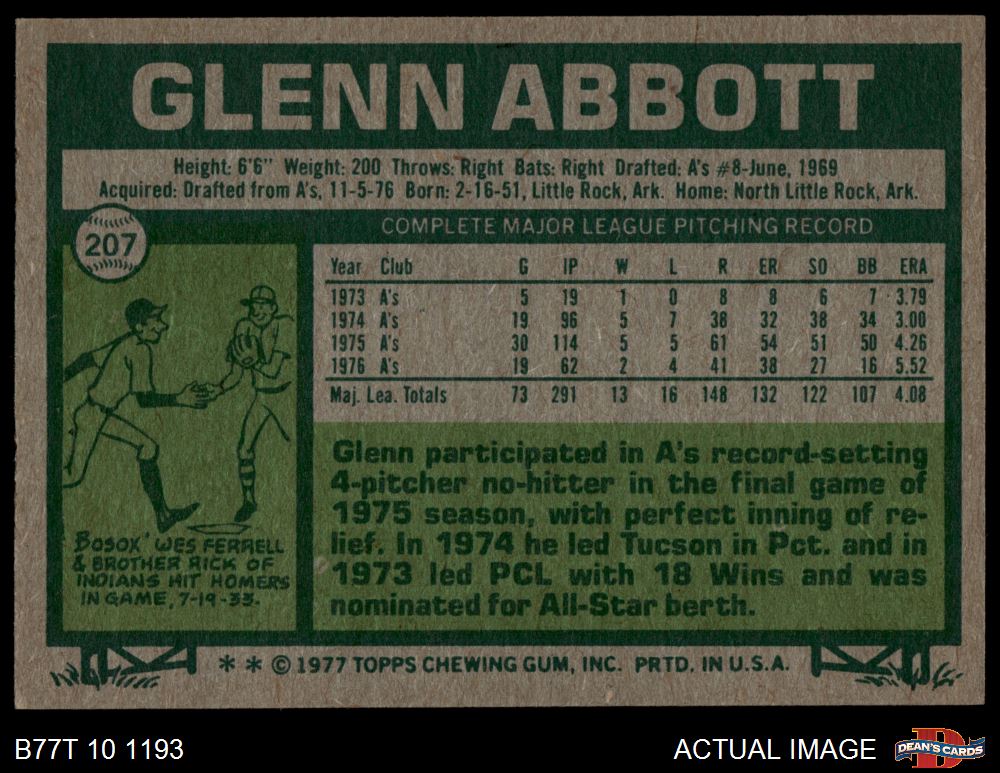 GLENN ABBOTT
Height: 6'6" Weight: 200 Throws: Right Bats: Right Drafted: A's #8-June, 1969
Acquired: Drafted from A's, 11-5-76 Born: 2-16-51, Little Rock, Ark. Home: North Little Rock, Ark.
207
COMPLETE MAJOR LEAGUE PITCHING RECORD
Year Club G IP W L R ER SO BB ERA
1973 A's 5 19 1 0 8 8 6 7 3.79
1974 A's 19 96 5 7 38 32 38 34 3.00
1975 A's 30 114 5 5 61 54 51 50 4.26
1976 A's 19 62 2 4 41 38 27 16 5.52
Maj. Lea. Totals 73 291 13 16 148 132 122 107 4.08
Glenn participated in A's record-setting
4-pitcher no-hitter in the final game of
1975 season, with perfect inning of re-
lief. In 1974 he led Tucson in Pct. and in
1973 led PCL with 18 Wins and was
nominated for All-Star berth.
BOSOX' WES FERRELL
& BROTHER RICK OF
INDIANS HIT HOMERS
IN GAME, 7-19-33.
* * © 1977 TOPPS CHEWING GUM, INC. PRTD. IN U.S.A.
B77T 10 1193
ACTUAL IMAGE
D
DEAN'S CARDS